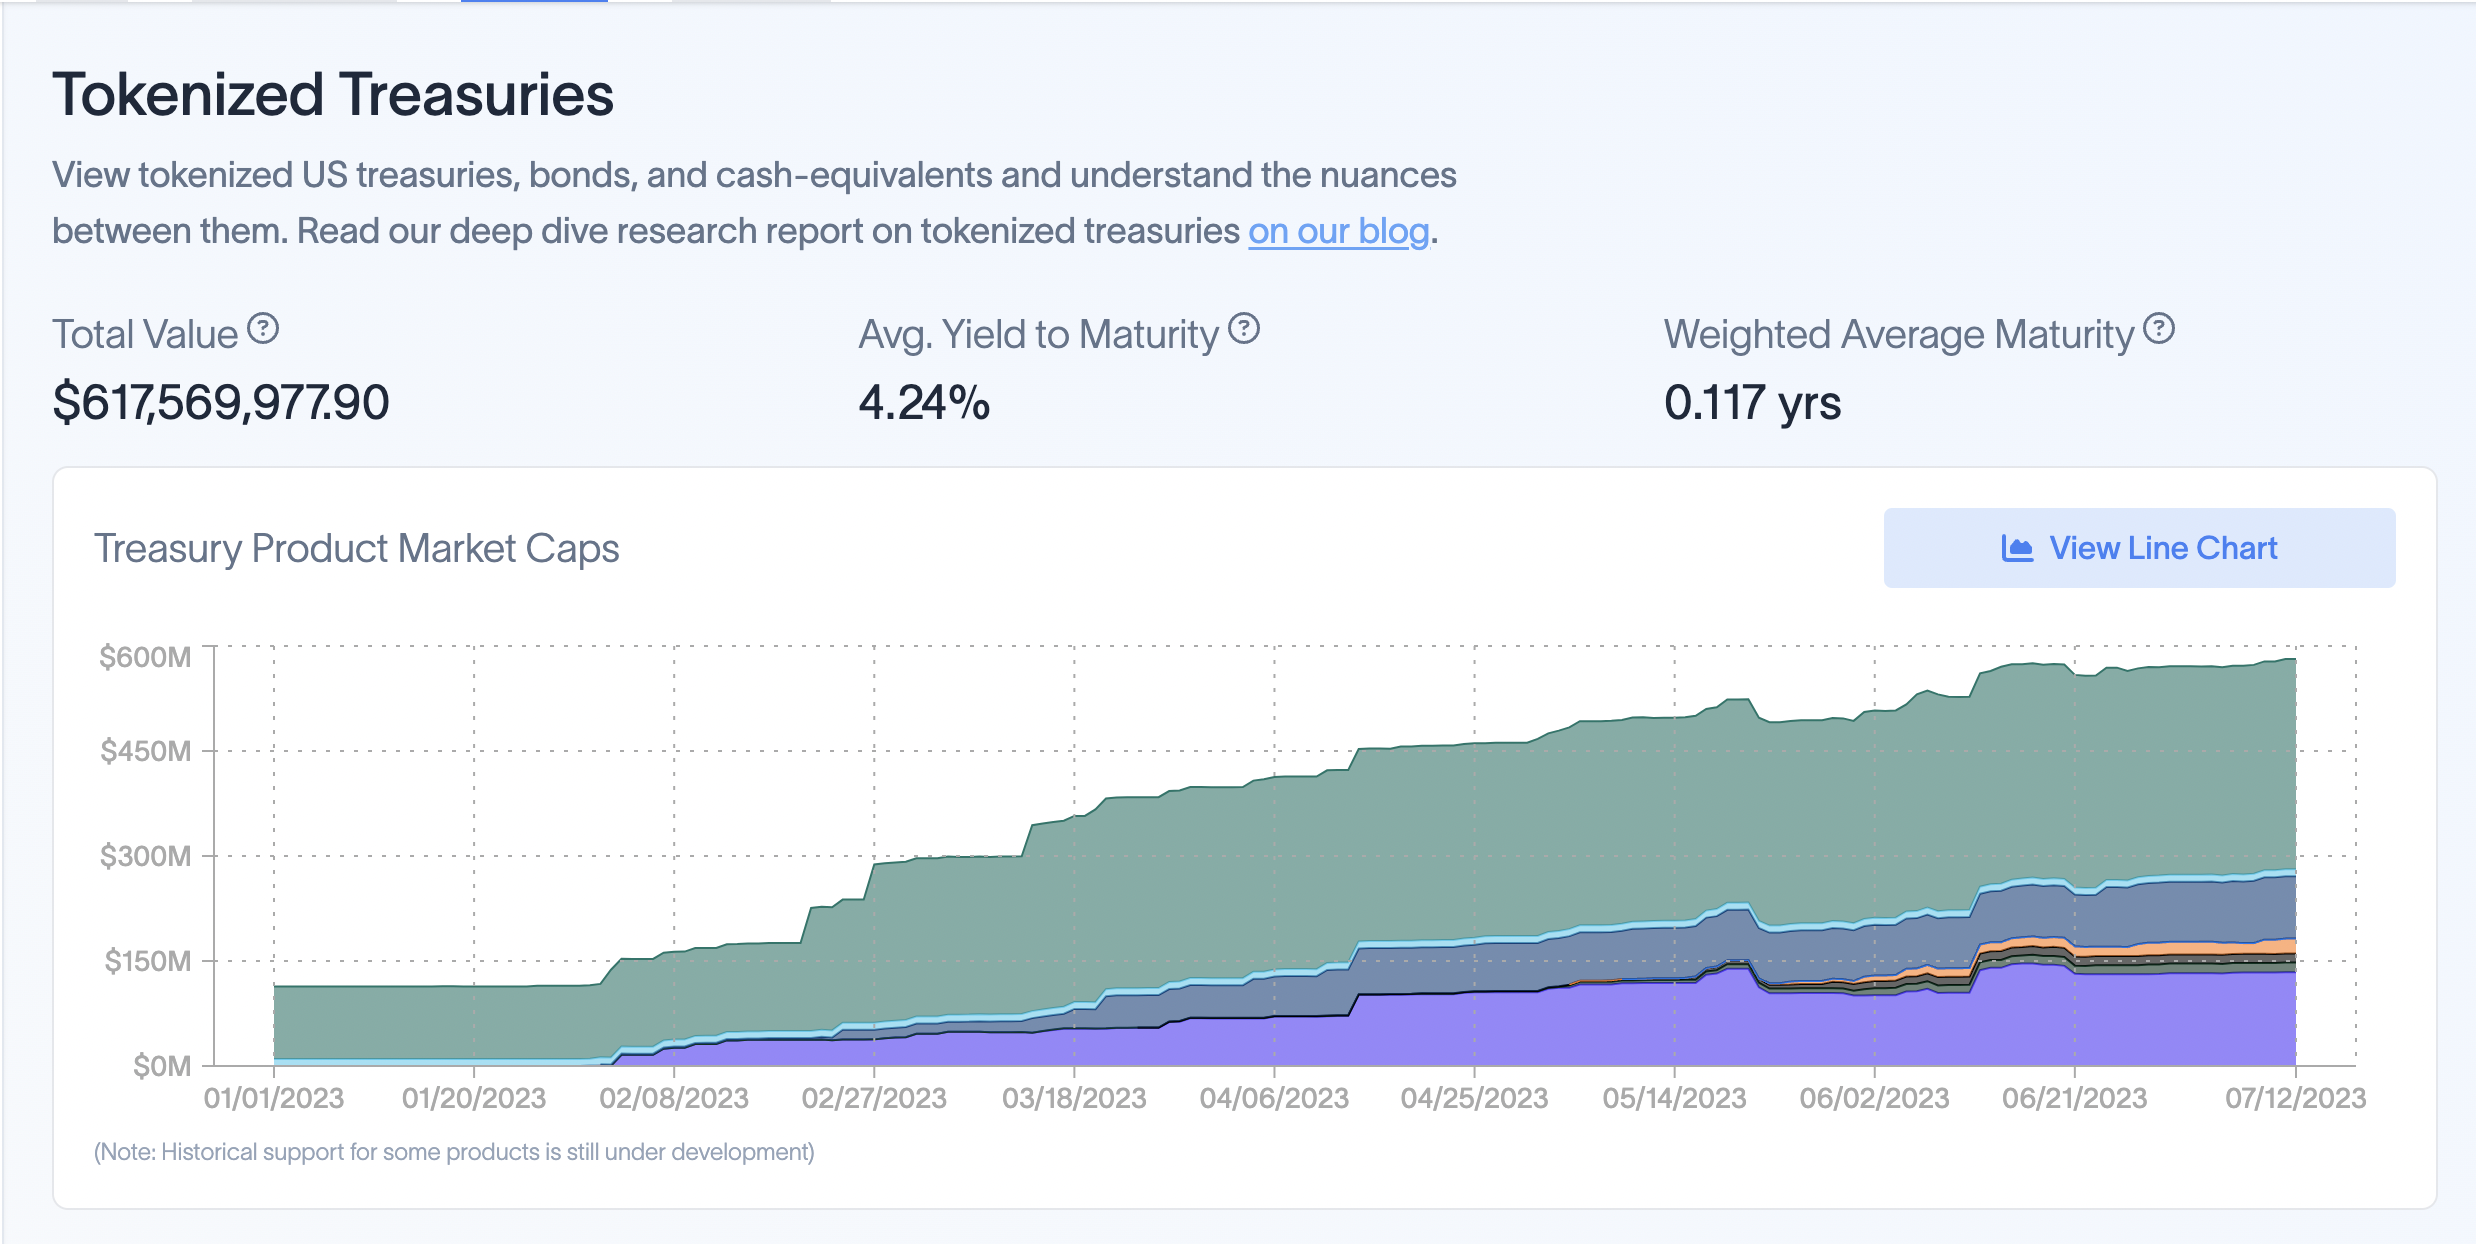 Tokenized Treasuries
View tokenized US treasuries, bonds, and cash-equivalents and understand the nuances
between them. Read our deep dive research report on tokenized treasuries on our blog.
Total Value ?
$617,569,977.90
Avg. Yield to Maturity ?
4.24%
Weighted Average Maturity ?
0.117 yrs
Treasury Product Market Caps
View Line Chart
$600M
$450M
$300M
$150M
$0M
01/01/2023 01/20/2023 02/08/2023 02/27/2023 03/18/2023 04/06/2023 04/25/2023 05/14/2023 06/02/2023 06/21/2023 07/12/2023
(Note: Historical support for some products is still under development)